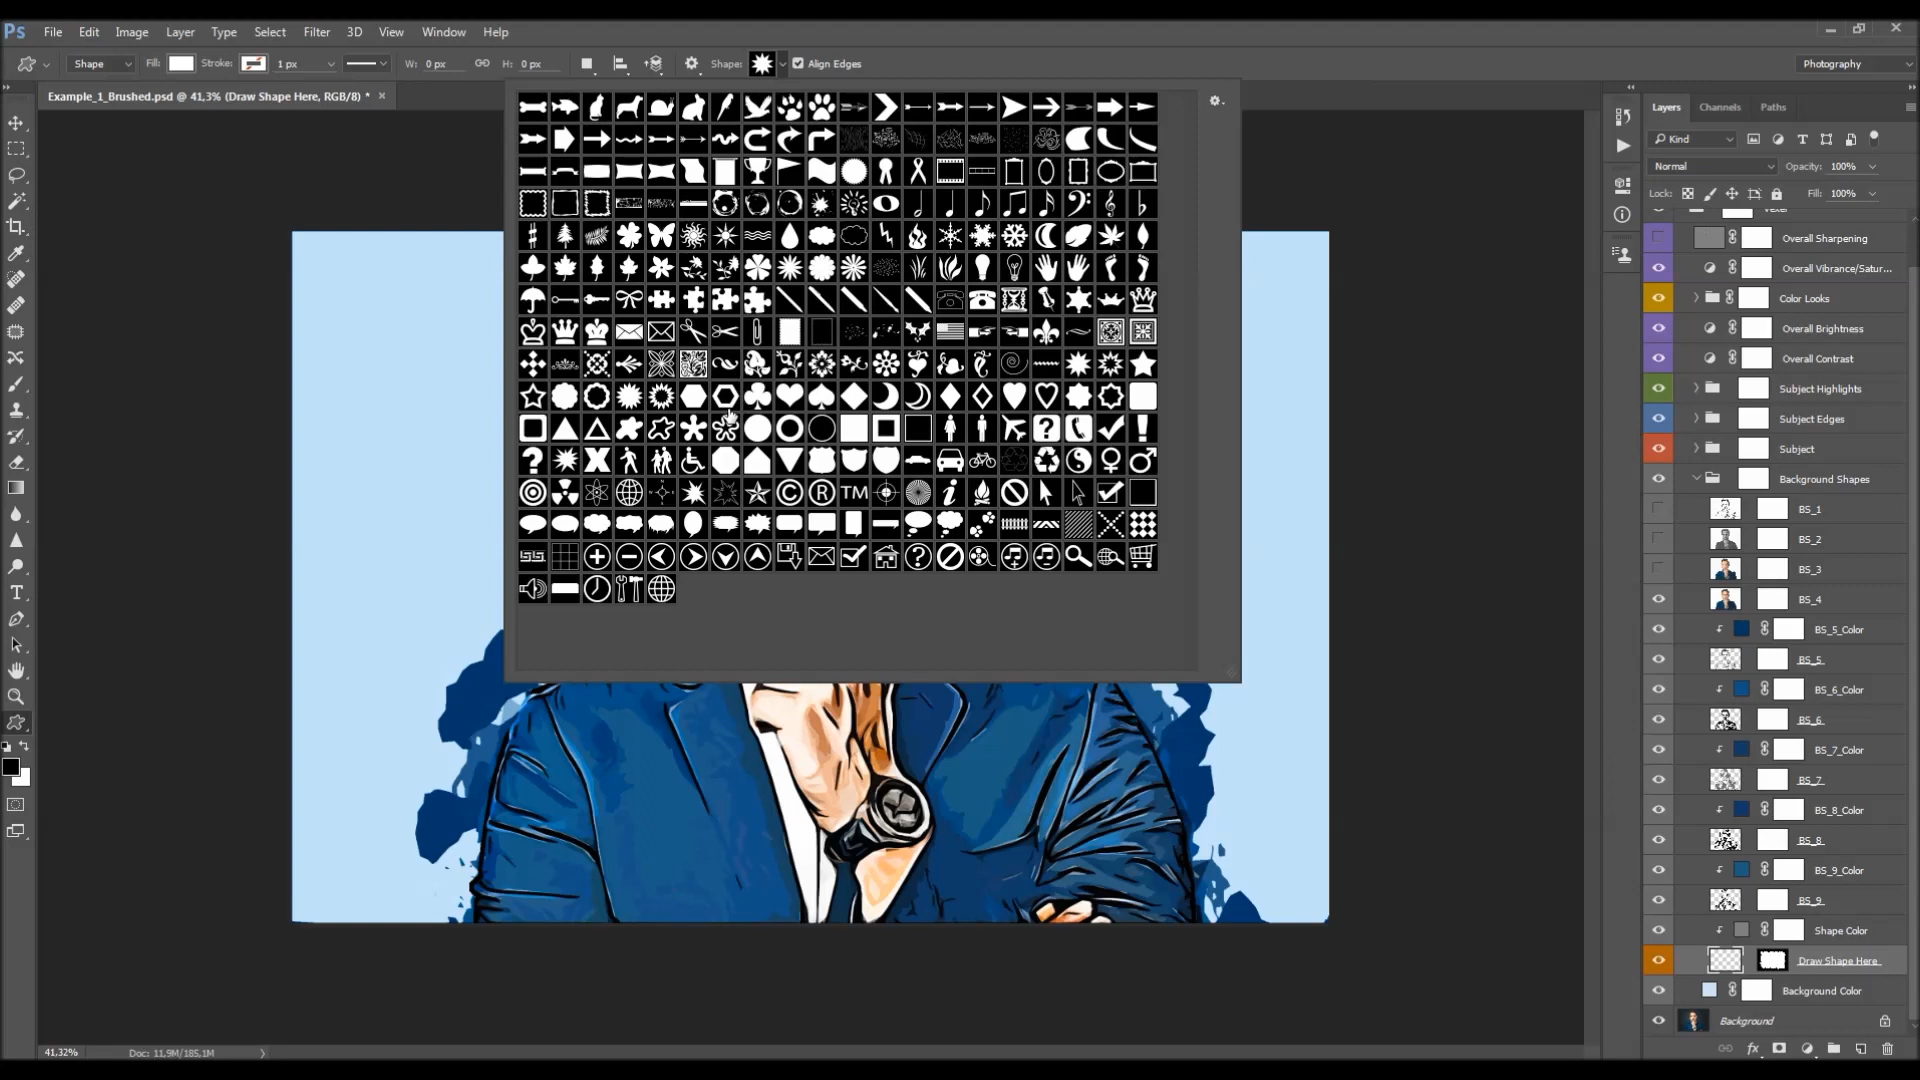 Ps File Edit Image Layer Type Select Filter 3D View Window Help
Shape Fill: Stroke: 1 px W: 0 px H: 0 px Shape: Align Edges Photography
Example_1_Brushed.psd @ 41,3% (Draw Shape Here, RGB/8) *
Layers Channels Paths
Kind
Normal Opacity: 100%
Lock: Fill: 100%
Overall Sharpening
Overall Vibrance/Satur...
Color Looks
Overall Brightness
Overall Contrast
Subject Highlights
Subject Edges
Subject
Background Shapes
TM
BS_1
BS_2
BS_3
BS_4
BS_5_Color
BS_5
BS_6_Color
BS_6
BS_7_Color
BS_7
BS_8_Color
BS_8
BS_9_Color
BS_9
Shape Color
Draw Shape Here
Background Color
Background
41,32% Doc: 11,9M/185,1M